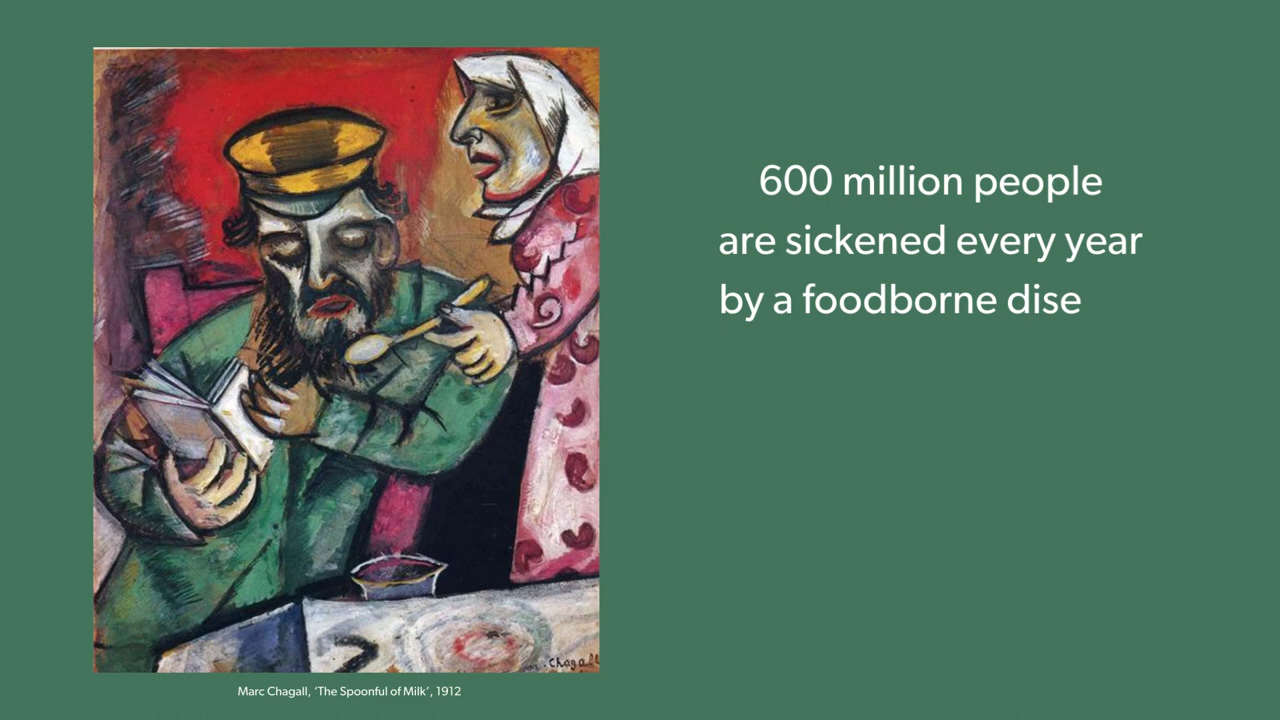 600 million people
are sickened every year
by a foodborne dise
Chagall
Marc Chagall, ‘The Spoonful of Milk’, 1912